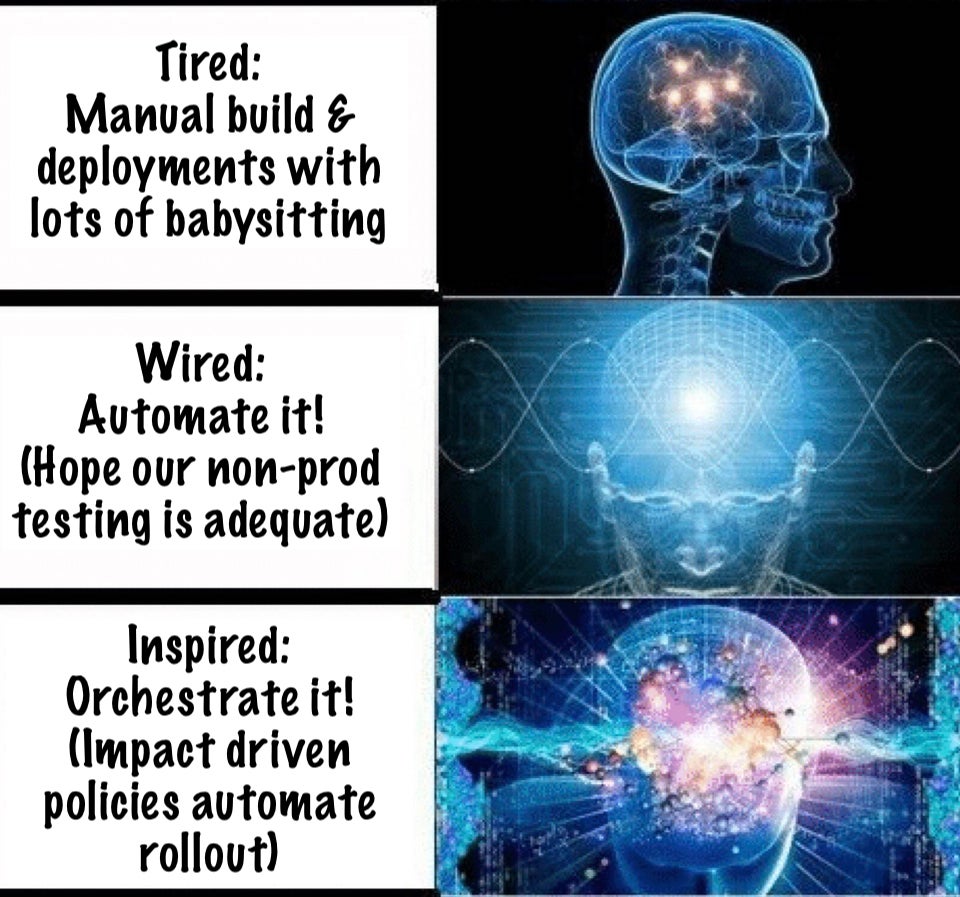 Tired:
Manual build &
deployments with
lots of babysitting
Wired:
Automate it!
(Hope our non-prod
testing is adequate)
Inspired:
Orchestrate it!
(Impact driven
policies automate
rollout)